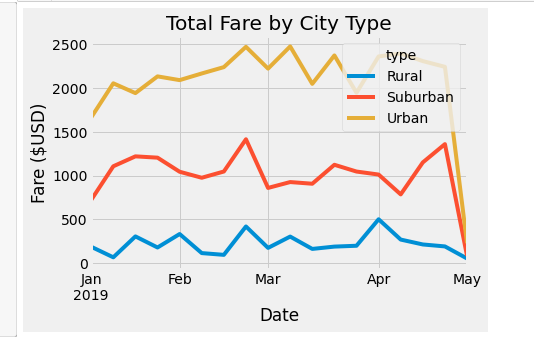 Total Fare by City Type
2500
2000
1500
1000
500
0
Fare ($USD)
type
Rural
Suburban
Urban
Jan
2019
Feb
Mar
Apr
May
Date